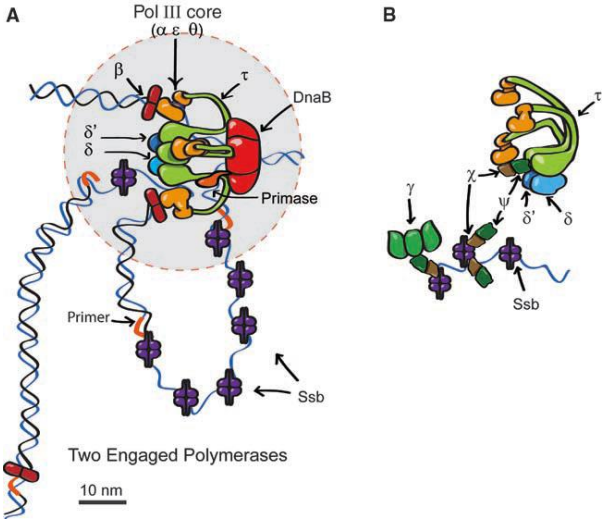 A
Pol III core
(α ε θ)
β
τ
DnaB
δ’
δ
Primase
Primer
Ssb
Two Engaged Polymerases
10 nm
B
τ
γ
χ
ψ
δ’
δ
Ssb